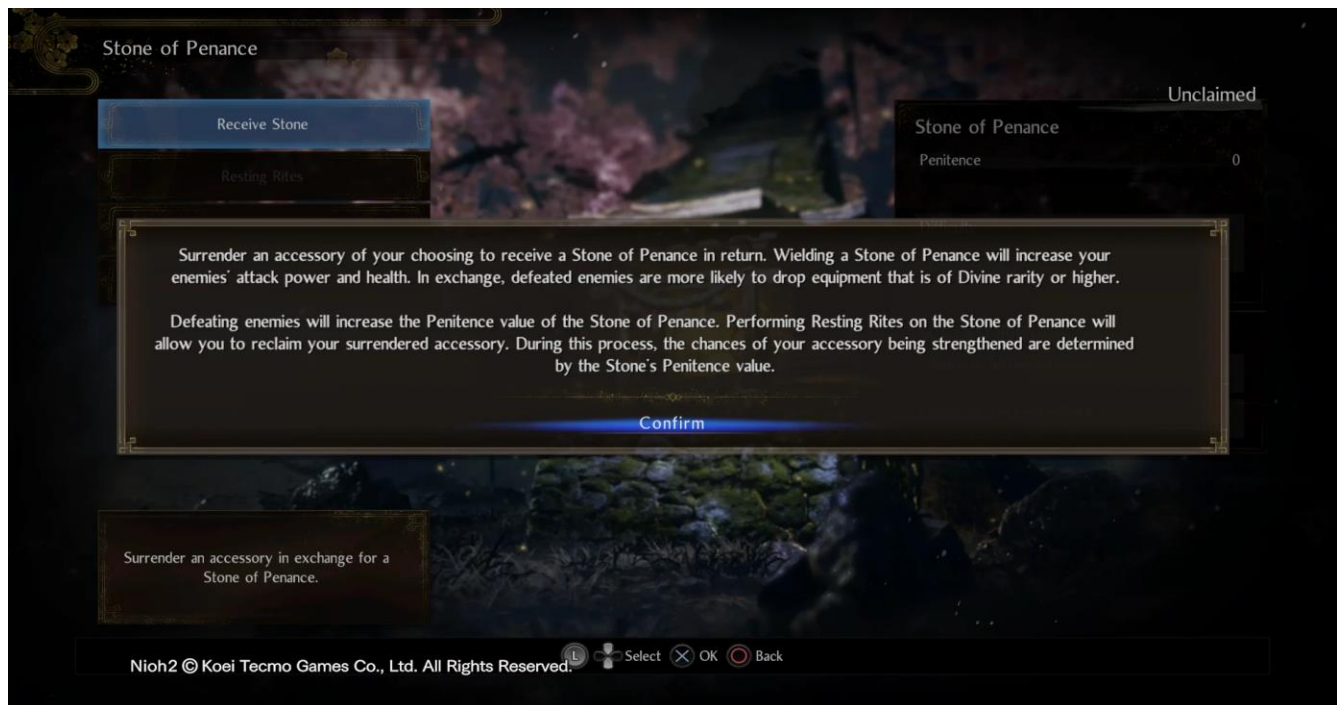 Stone of Penance
Unclaimed
Receive Stone
Stone of Penance
Penitence 0
Resting Rites
Surrender an accessory of your choosing to receive a Stone of Penance in return. Wielding a Stone of Penance will increase your
enemies' attack power and health. In exchange, defeated enemies are more likely to drop equipment that is of Divine rarity or higher.
Defeating enemies will increase the Penitence value of the Stone of Penance. Performing Resting Rites on the Stone of Penance will
allow you to reclaim your surrendered accessory. During this process, the chances of your accessory being strengthened are determined
by the Stone's Penitence value.
Confirm
Surrender an accessory in exchange for a
Stone of Penance.
L Select OK Back
Nioh2 © Koei Tecmo Games Co., Ltd. All Rights Reserved.